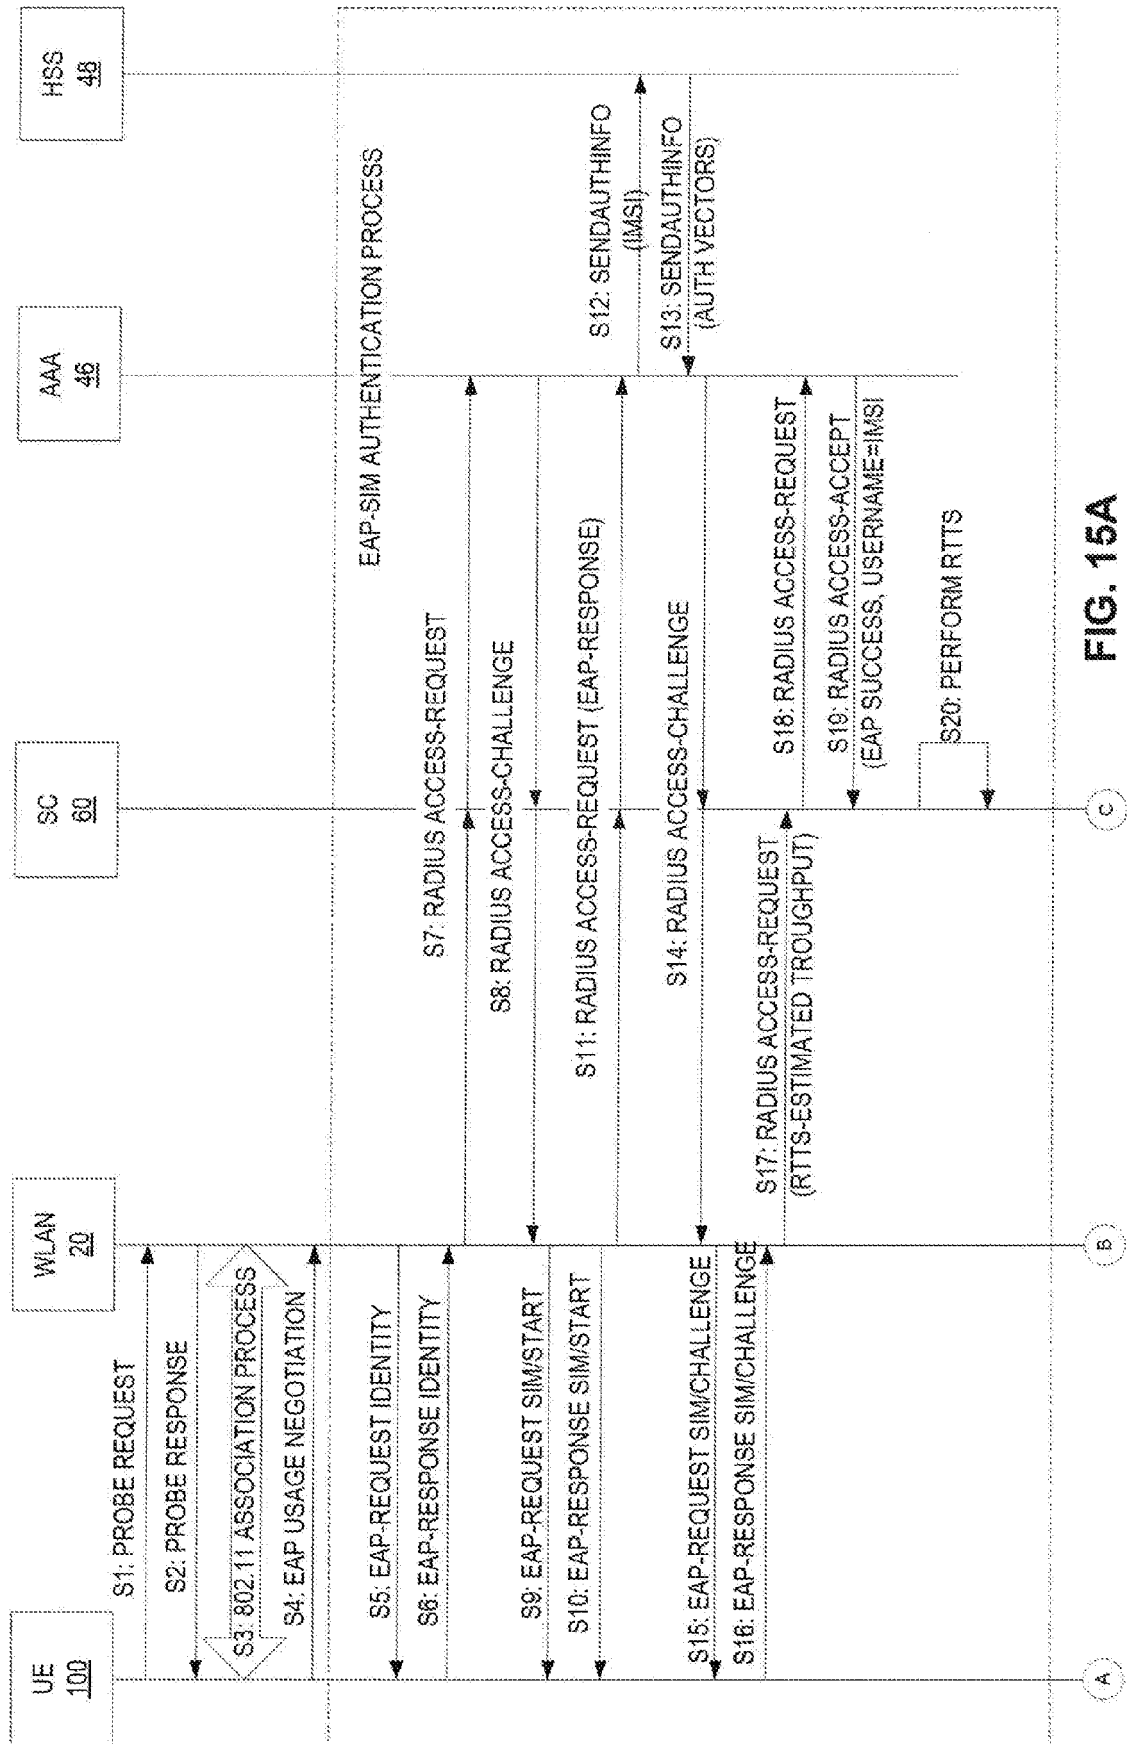 UE
100
WLAN
20
SC
60
AAA
46
HSS
48
S1: PROBE REQUEST
S2: PROBE RESPONSE
S3: 802.11 ASSOCIATION PROCESS
S4: EAP USAGE NEGOTIATION
EAP-SIM AUTHENTICATION PROCESS
S5: EAP-REQUEST IDENTITY
S6: EAP-RESPONSE IDENTITY
S7: RADIUS ACCESS-REQUEST
S8: RADIUS ACCESS-CHALLENGE
S9: EAP-REQUEST SIM/START
S10: EAP-RESPONSE SIM/START
S11: RADIUS ACCESS-REQUEST (EAP-RESPONSE)
S12: SENDAUTHINFO
(IMSI)
S13: SENDAUTHINFO
(AUTH VECTORS)
S14: RADIUS ACCESS-CHALLENGE
S15: EAP-REQUEST SIM/CHALLENGE
S16: EAP-RESPONSE SIM/CHALLENGE
S17: RADIUS ACCESS-REQUEST
(RTTS-ESTIMATED TROUGHPUT)
S18: RADIUS ACCESS-REQUEST
S19: RADIUS ACCESS-ACCEPT
(EAP SUCCESS, USERNAME=IMSI
S20: PERFORM RTTS
A
B
C
FIG. 15A